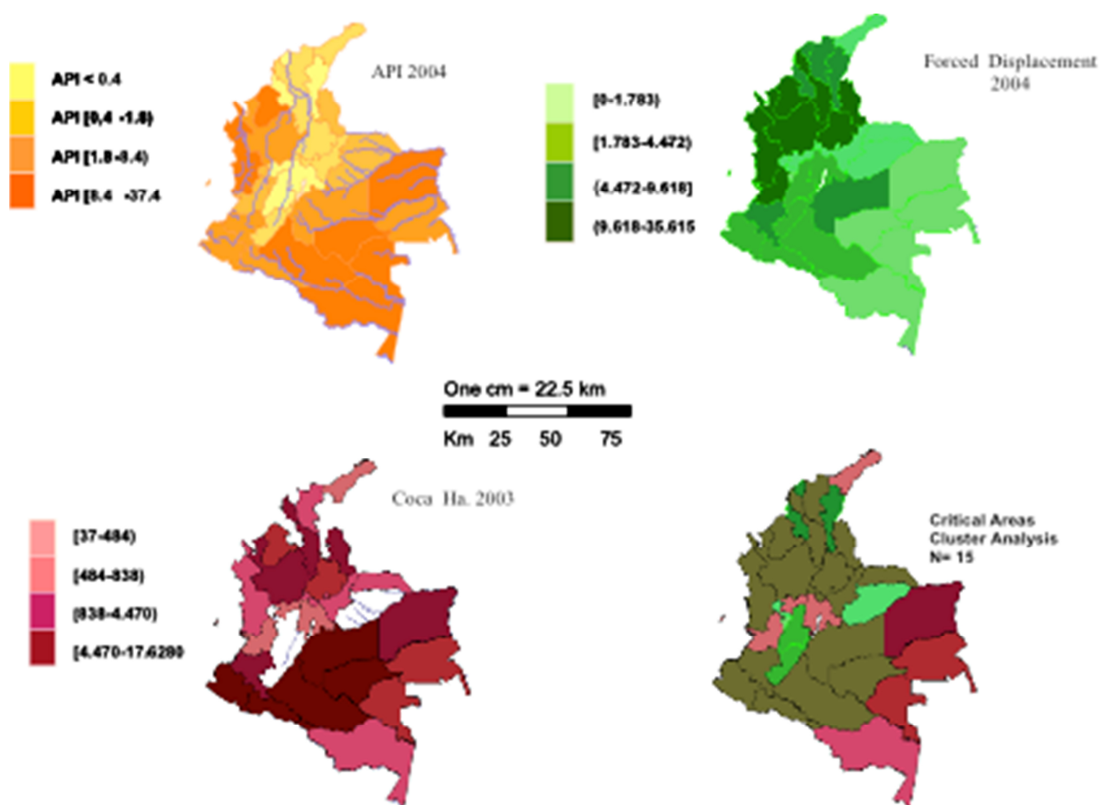 API 2004
API < 0.4
API [0,4 -1.8)
API [1.8-8.4)
API [8.4 -37.4
Forced Displacement
2004
[0-1.783)
[1.783-4.472)
(4.472-9.618]
(9.618-35.615
One cm = 22.5 km
Km 25 50 75
Coca Ha. 2003
[37-484)
[484-838)
(838-4.470)
[4.470-17.6280
Critical Areas
Cluster Analysis
N= 15